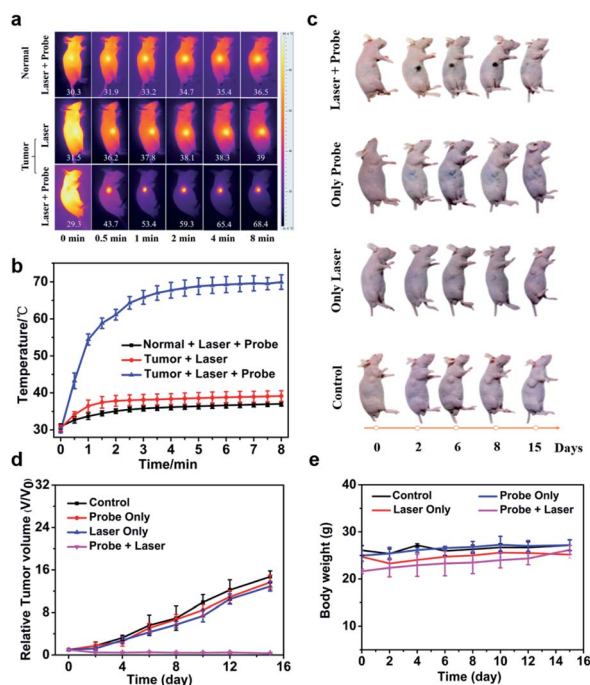 a
Normal
Laser + Probe
30.3 31.9 33.2 34.7 35.4 36.5
Tumor
Laser
31.5 36.2 37.8 38.1 38.3 39
Laser + Probe
29.3 43.7 53.4 59.3 65.4 68.4
0 min 0.5 min 1 min 2 min 4 min 8 min
b
Temperature/℃
70
60
50
40
30
Normal + Laser + Probe
Tumor + Laser
Tumor + Laser + Probe
0 1 2 3 4 5 6 7 8
Time/min
c
Laser + Probe
Only Probe
Only Laser
Control
0 2 6 8 15 Days
d
Relative Tumor volume (V/V0)
16
12
8
4
0
Control
Probe Only
Laser Only
Probe + Laser
0 2 4 6 8 10 12 14 16
Time (day)
e
Body weight (g)
40
30
20
10
0
Control Probe Only
Laser Only Probe + Laser
0 2 4 6 8 10 12 14 16
Time (day)